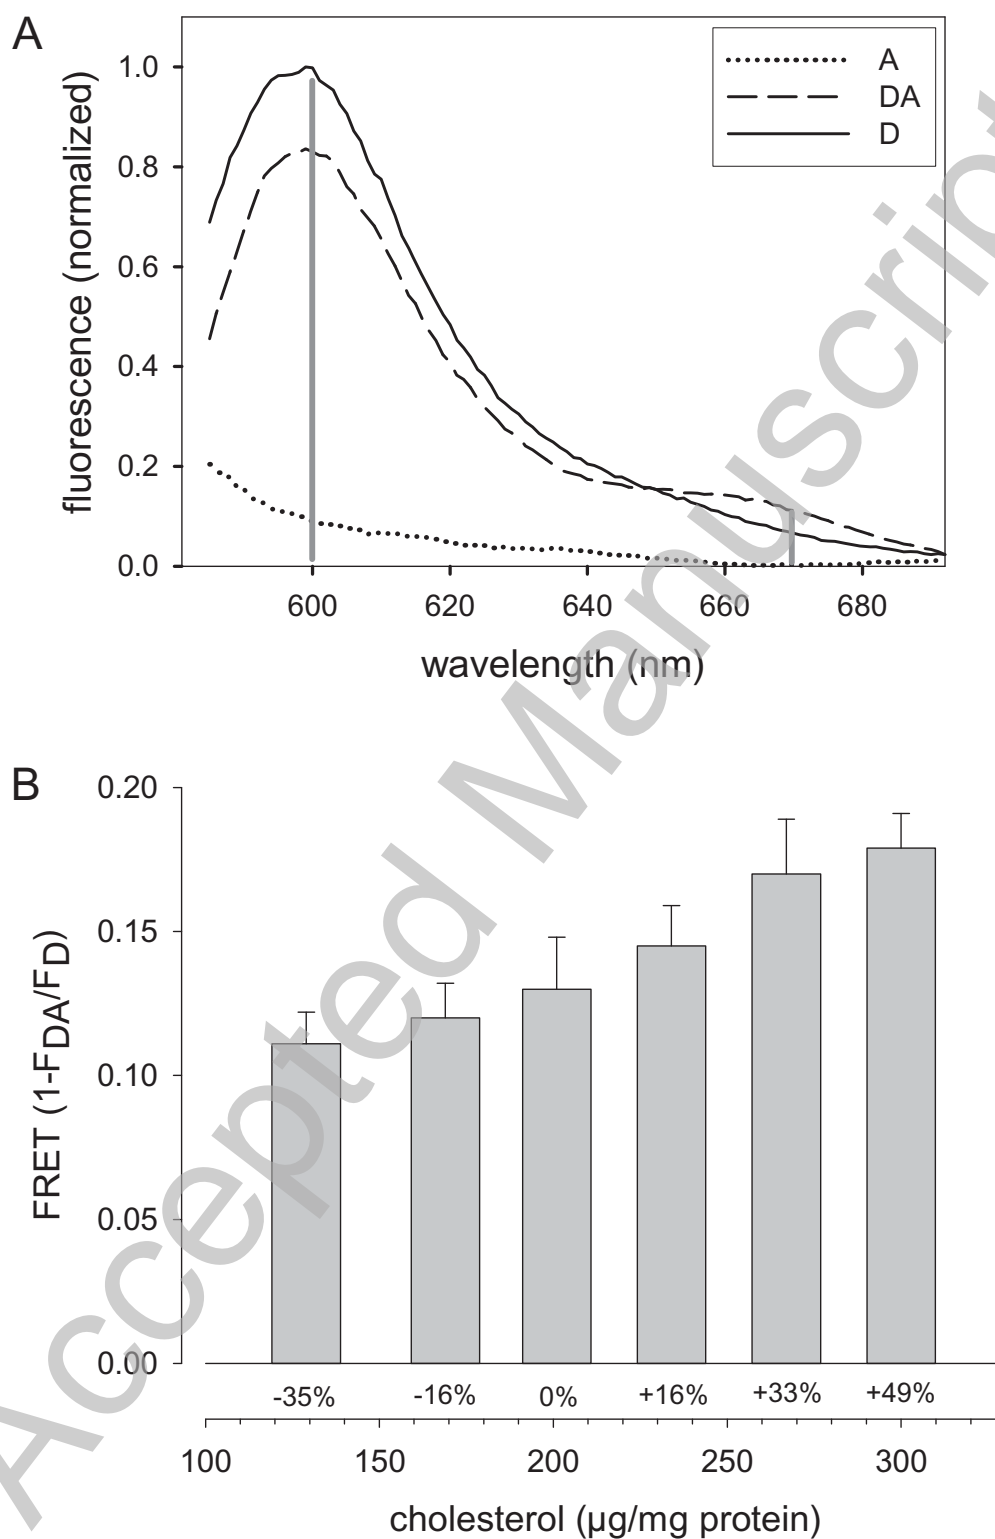 A
1.0
0.8
0.6
0.4
0.2
0.0
fluorescence (normalized)
A
DA
D
600 620 640 660 680
wavelength (nm)
B
0.20
0.15
0.10
0.05
0.00
FRET (1-FDA/FD)
-35% -16% 0% +16% +33% +49%
100 150 200 250 300
cholesterol (µg/mg protein)
Accepted Manuscript